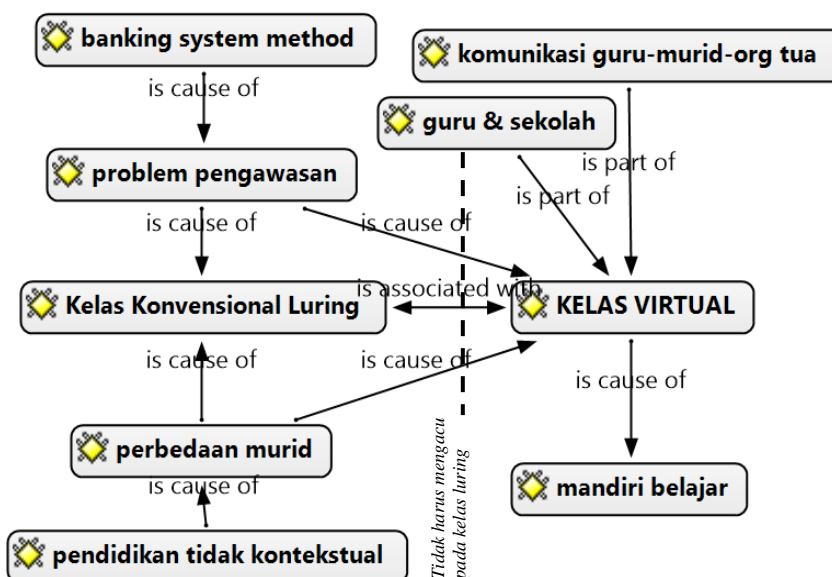 banking system method
komunikasi guru-murid-org tua
is cause of
guru & sekolah
is part of
problem pengawasan
is part of
is cause of
is cause of
is associated with
Kelas Konvensional Luring
KELAS VIRTUAL
is cause of
is cause of
is cause of
perbedaan murid
is cause of
mandiri belajar
pendidikan tidak kontekstual
Tidak harus mengacu
pada kelas luring